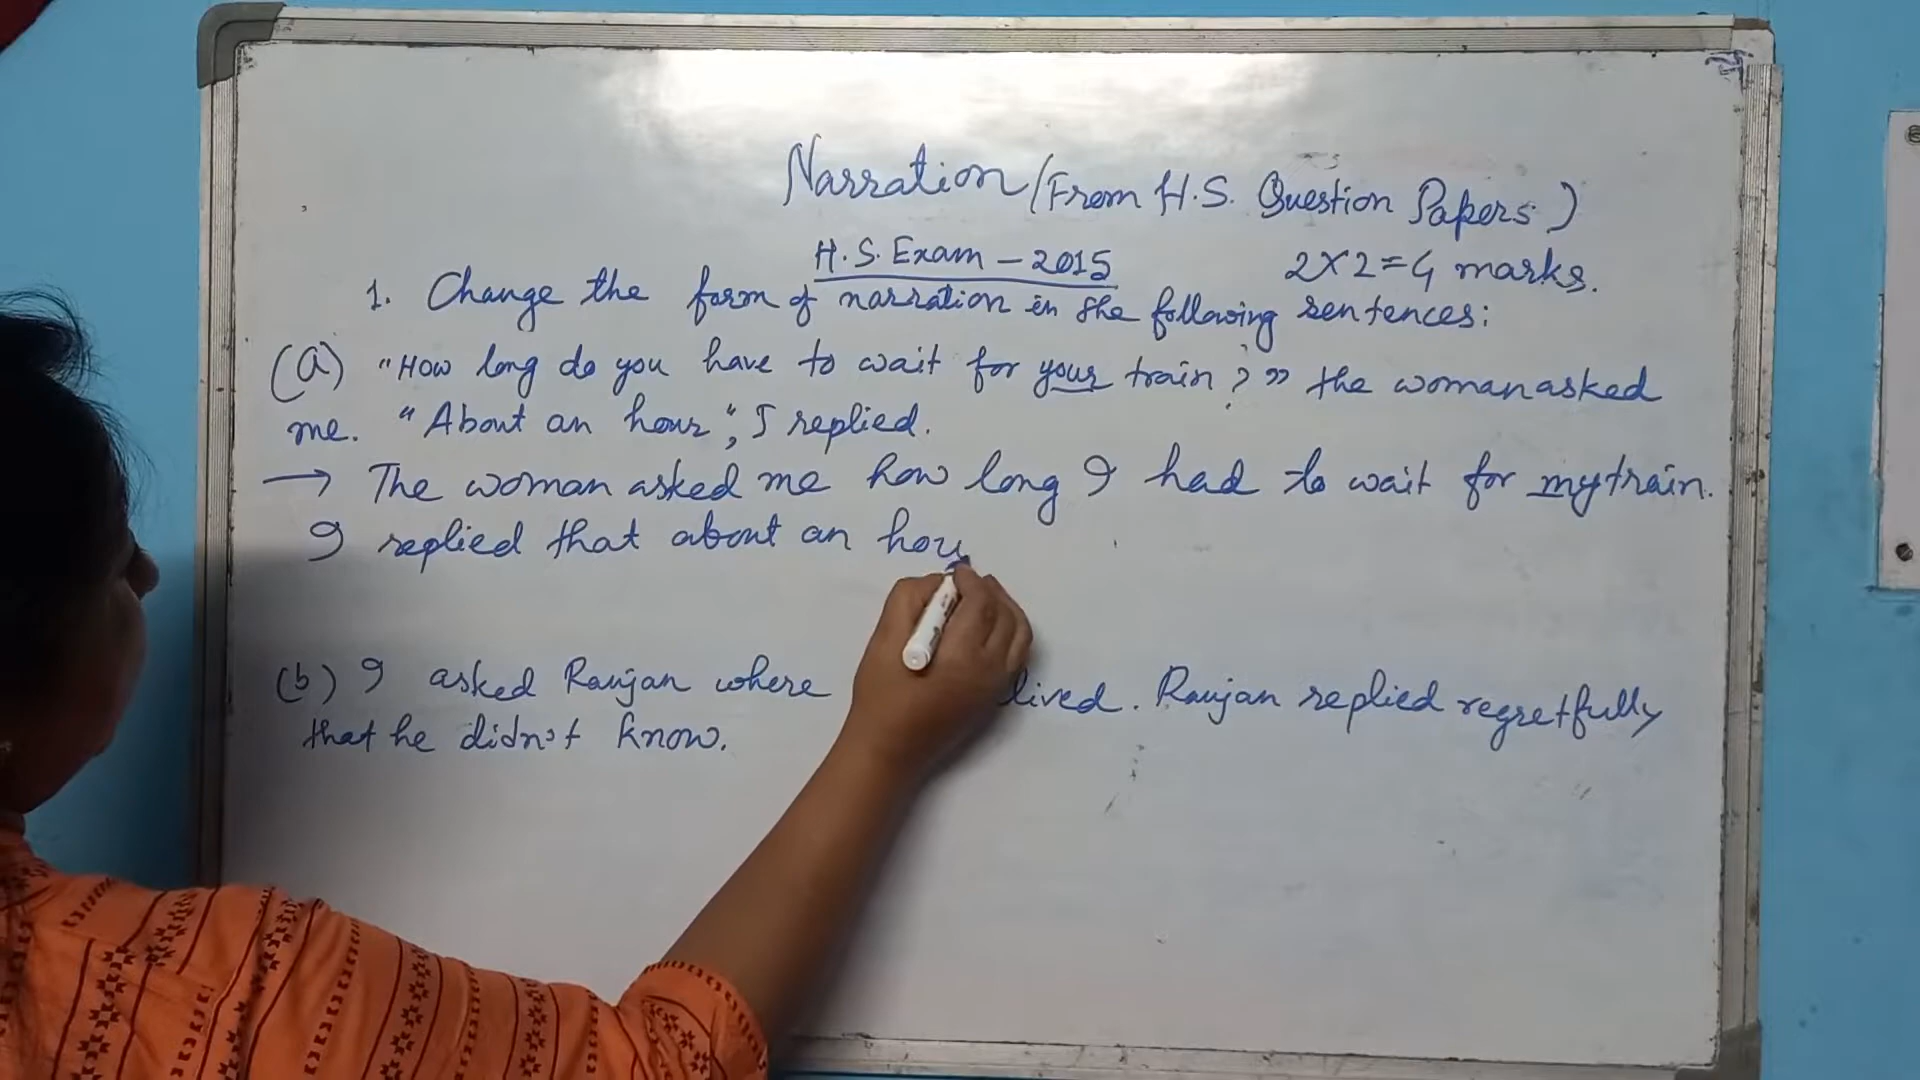 Narration (From H.S. Question Papers)
H.S. Exam - 2015
2X2=4 marks.
1. Change the form of narration in the following sentences:
(a) "How long do you have to wait for your train?" the woman asked
me. "About an hour", I replied.
→ The woman asked me how long I had to wait for my train.
I replied that about an hou
(b) I asked Ranjan where lived. Ranjan replied regretfully
that he didn't know.